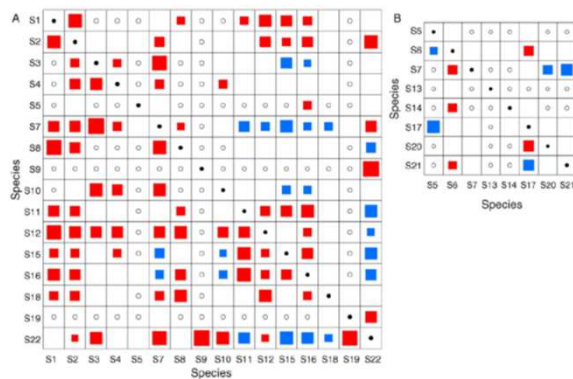 A
Species
S1
S2
S3
S4
S5
S7
S8
S9
S10
S11
S12
S15
S16
S18
S19
S22
S1 S2 S3 S4 S5 S7 S8 S9 S10 S11 S12 S15 S16 S18 S19 S22
Species
B
Species
S5
S6
S7
S13
S14
S17
S20
S21
S5 S6 S7 S13 S14 S17 S20 S21
Species